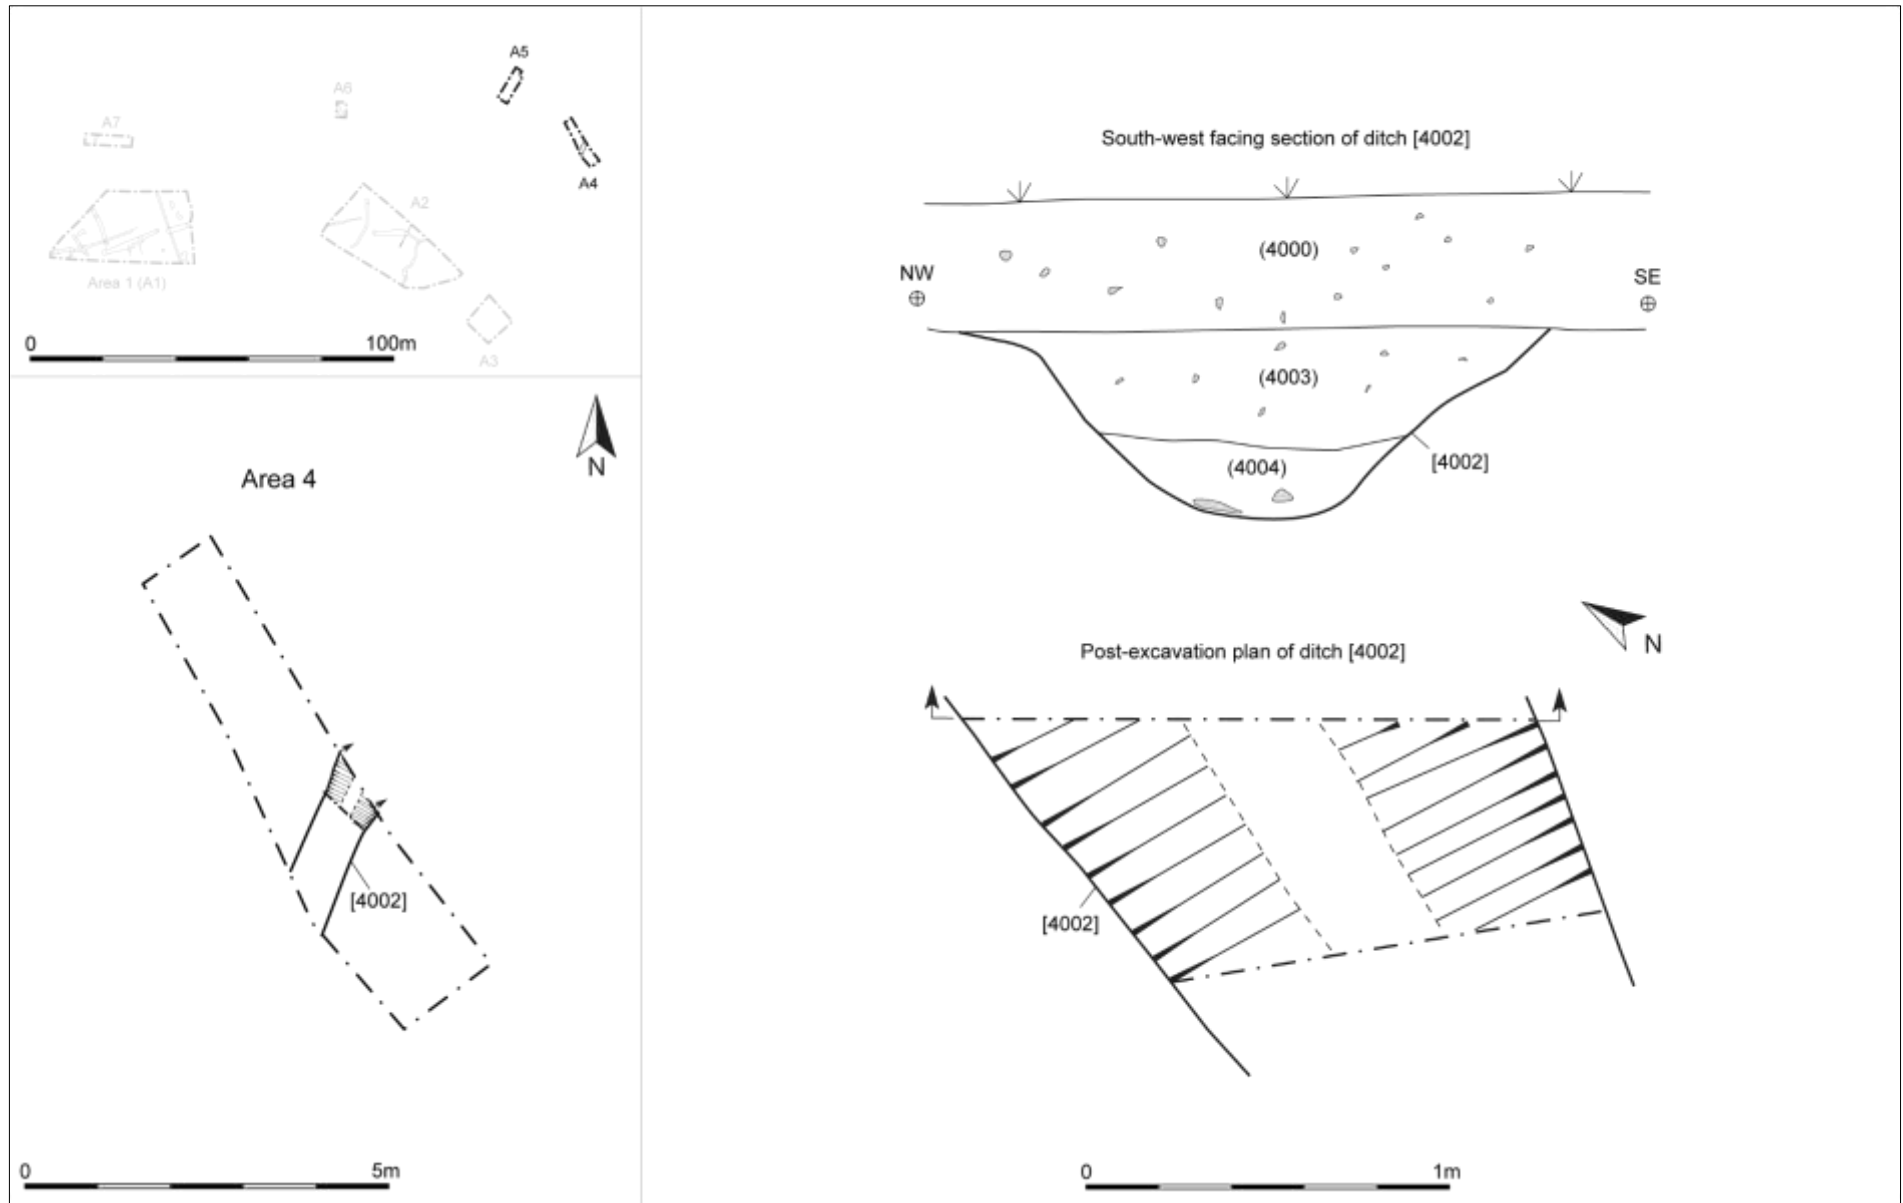 A5
A6
A7
A4
A2
Area 1 (A1)
0 100m
A3
N
Area 4
[4002]
0 5m
South-west facing section of ditch [4002]
(4000)
NW
SE
(4003)
(4004)
[4002]
N
Post-excavation plan of ditch [4002]
[4002]
0 1m